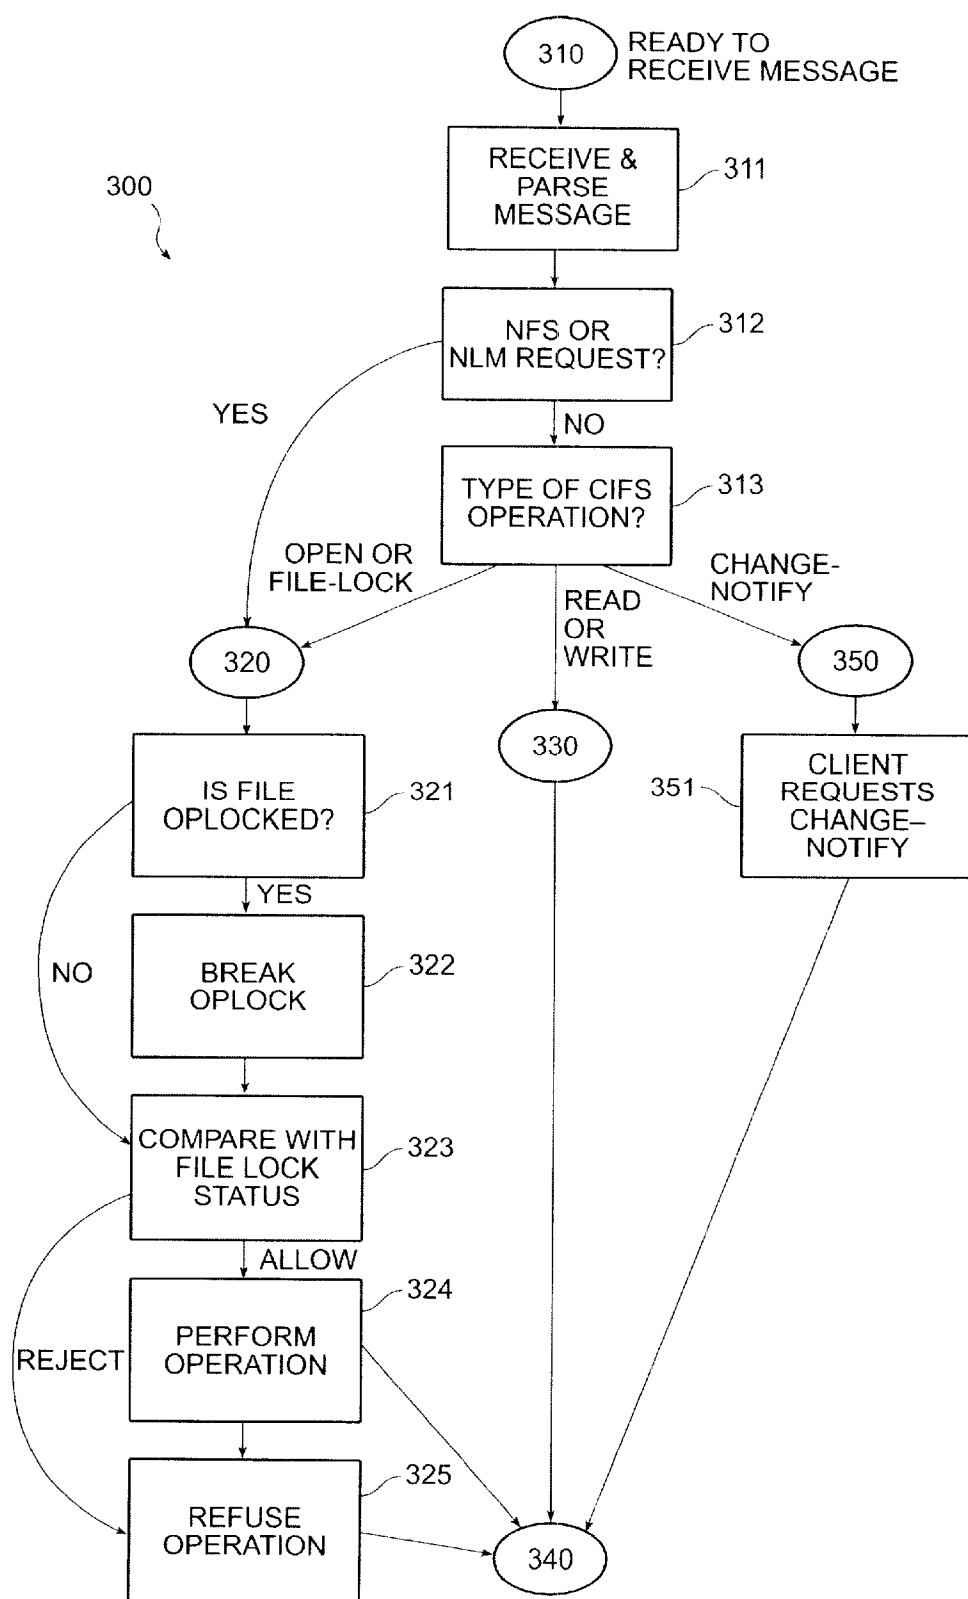 310
READY TO
RECEIVE MESSAGE
RECEIVE &
PARSE
MESSAGE
311
300
NFS OR
NLM REQUEST?
312
YES
NO
TYPE OF CIFS
OPERATION?
313
OPEN OR
FILE-LOCK
READ
OR
WRITE
CHANGE-
NOTIFY
320
330
350
IS FILE
OPLOCKED?
321
351
CLIENT
REQUESTS
CHANGE–
NOTIFY
YES
NO
BREAK
OPLOCK
322
COMPARE WITH
FILE LOCK
STATUS
323
ALLOW
REJECT
PERFORM
OPERATION
324
REFUSE
OPERATION
325
340